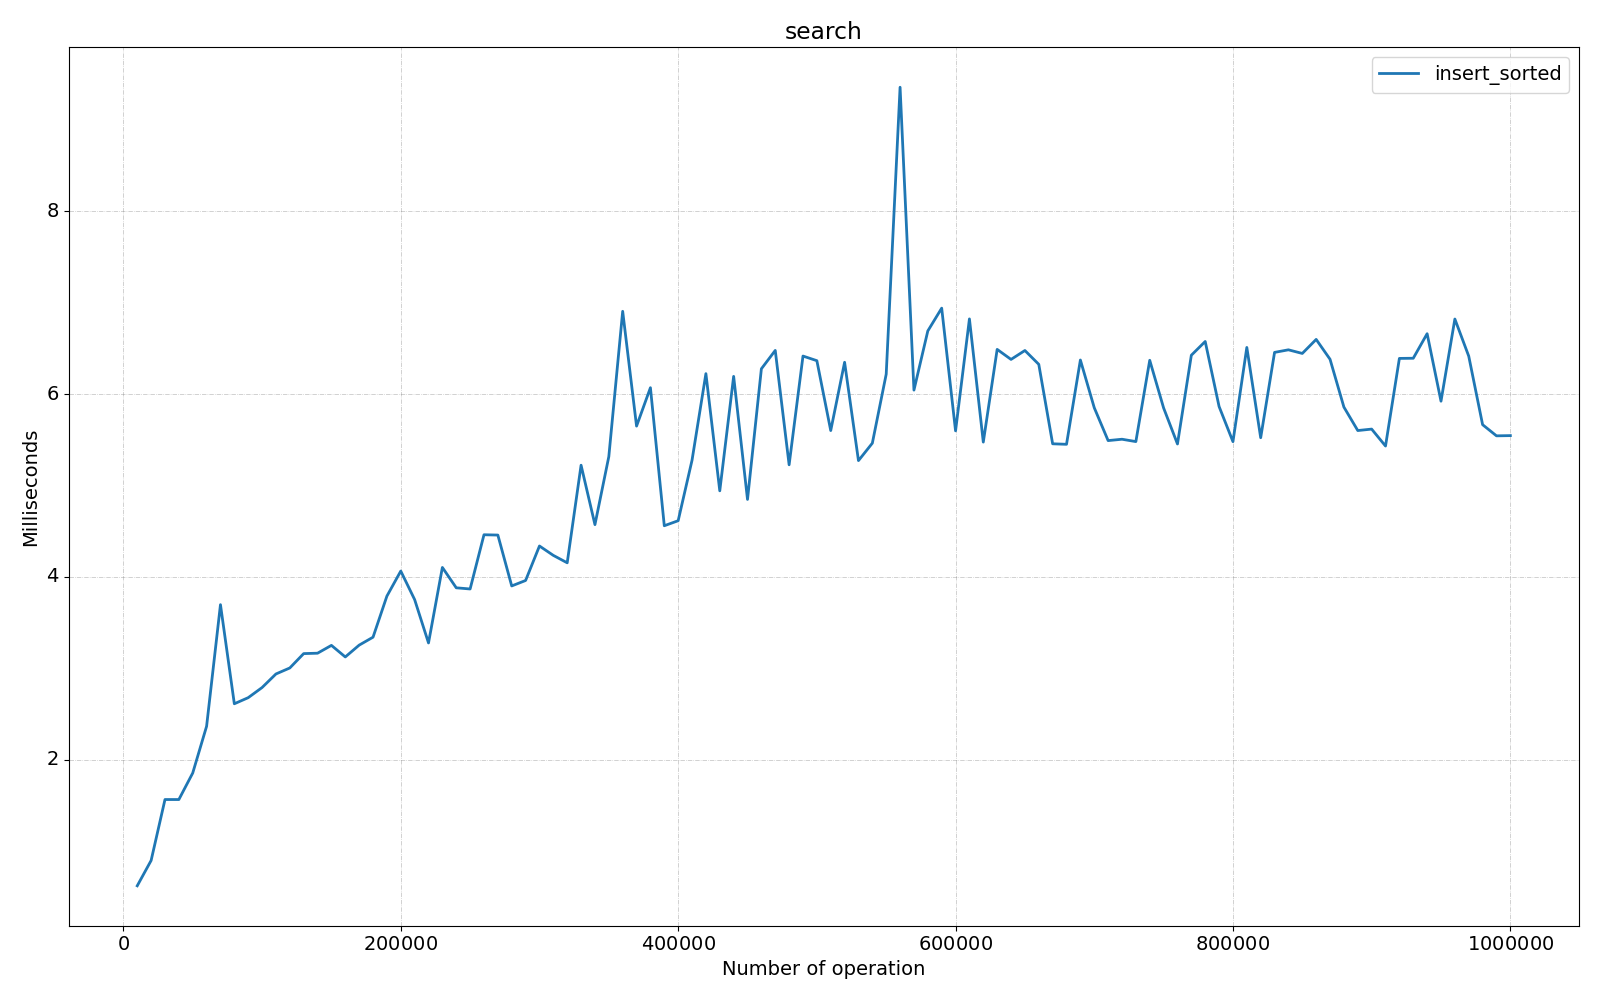 search
insert_sorted
Milliseconds
8
6
4
2
0 200000 400000 600000 800000 1000000
Number of operation